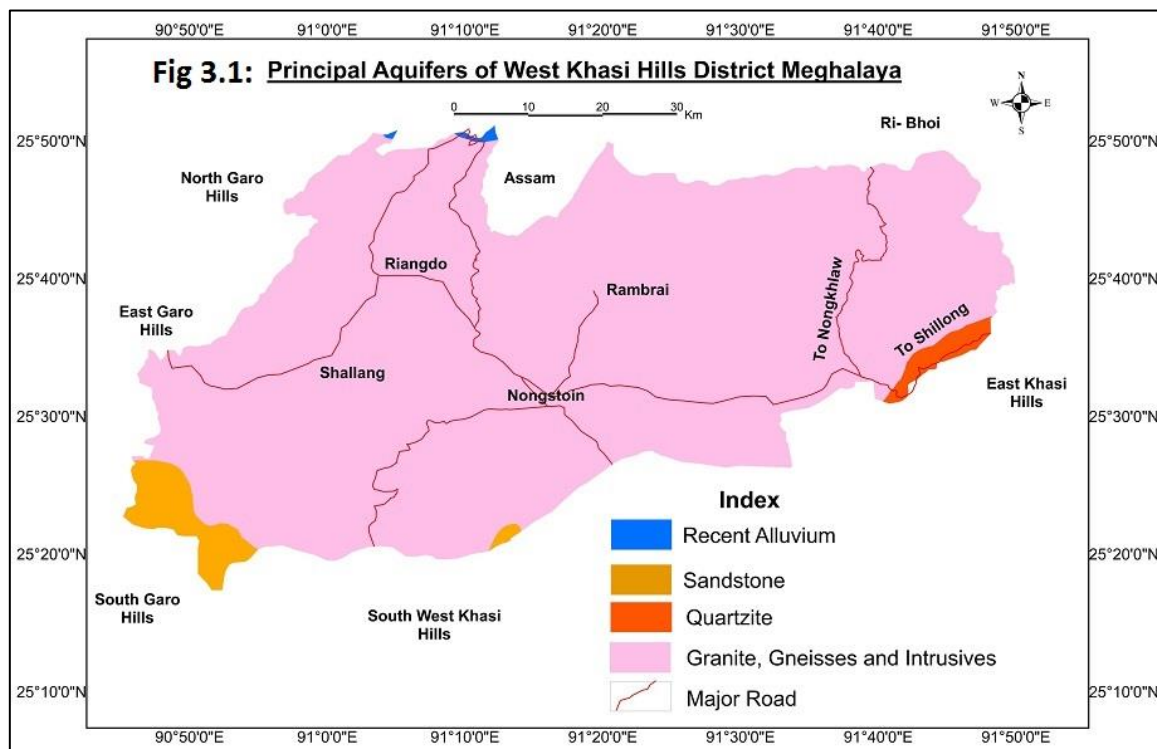 90°50'0"E 91°0'0"E 91°10'0"E 91°20'0"E 91°30'0"E 91°40'0"E 91°50'0"E
Fig 3.1: Principal Aquifers of West Khasi Hills District Meghalaya
0 10 20 30
Km
N
W E
S
Ri- Bhoi
25°50'0"N 25°50'0"N
North Garo
Hills
Assam
Riangdo
25°40'0"N 25°40'0"N
Rambrai
East Garo
Hills
To Nongkhlaw
To Shillong
Shallang
East Khasi
Hills
Nongstoin
25°30'0"N 25°30'0"N
Index
Recent Alluvium
25°20'0"N 25°20'0"N
Sandstone
South Garo
Hills
South West Khasi
Hills
Quartzite
Granite, Gneisses and Intrusives
25°10'0"N 25°10'0"N
Major Road
90°50'0"E 91°0'0"E 91°10'0"E 91°20'0"E 91°30'0"E 91°40'0"E 91°50'0"E